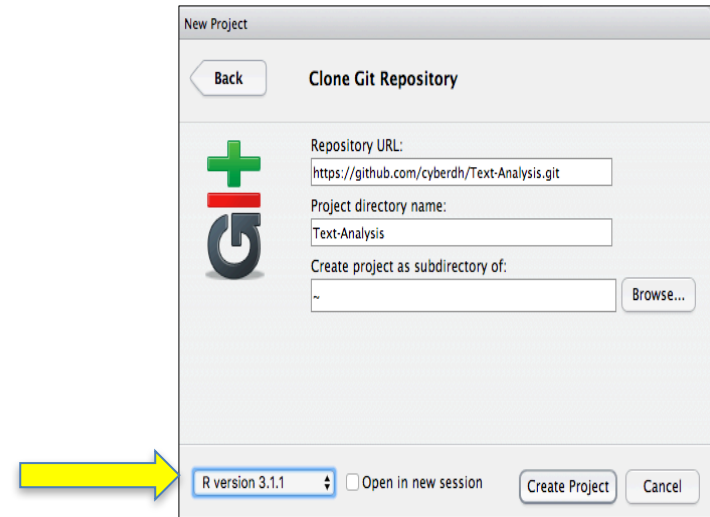 New Project
Back
Clone Git Repository
Repository URL:
https://github.com/cyberdh/Text-Analysis.git
Project directory name:
Text-Analysis
Create project as subdirectory of:
~
Browse...
GIT
R version 3.1.1
Open in new session
Create Project
Cancel